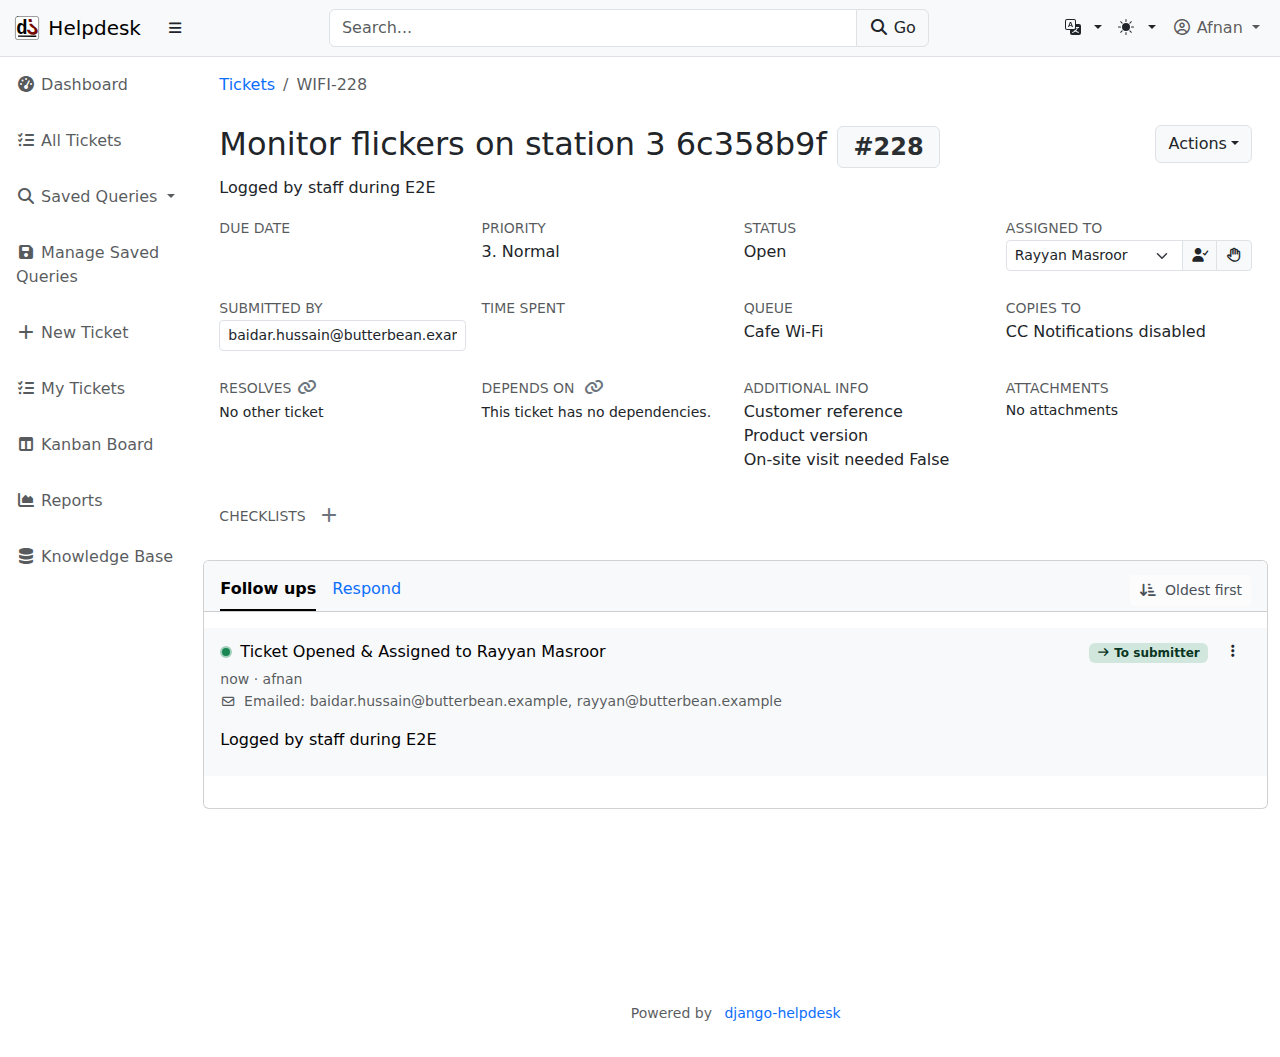 Helpdesk
Search...
Go
Afnan
Dashboard
All Tickets
Saved Queries
Manage Saved Queries
New Ticket
My Tickets
Kanban Board
Reports
Knowledge Base
Tickets / WIFI-228
Monitor flickers on station 3 6c358b9f #228
Actions
Logged by staff during E2E
DUE DATE
PRIORITY
3. Normal
STATUS
Open
ASSIGNED TO
Rayyan Masroor
SUBMITTED BY
baidar.hussain@butterbean.exar
TIME SPENT
QUEUE
Cafe Wi-Fi
COPIES TO
CC Notifications disabled
RESOLVES
No other ticket
DEPENDS ON
This ticket has no dependencies.
ADDITIONAL INFO
Customer reference
Product version
On-site visit needed False
ATTACHMENTS
No attachments
CHECKLISTS
Follow ups
Respond
Oldest first
Ticket Opened & Assigned to Rayyan Masroor
To submitter
now · afnan
Emailed: baidar.hussain@butterbean.example, rayyan@butterbean.example
Logged by staff during E2E
Powered by django-helpdesk